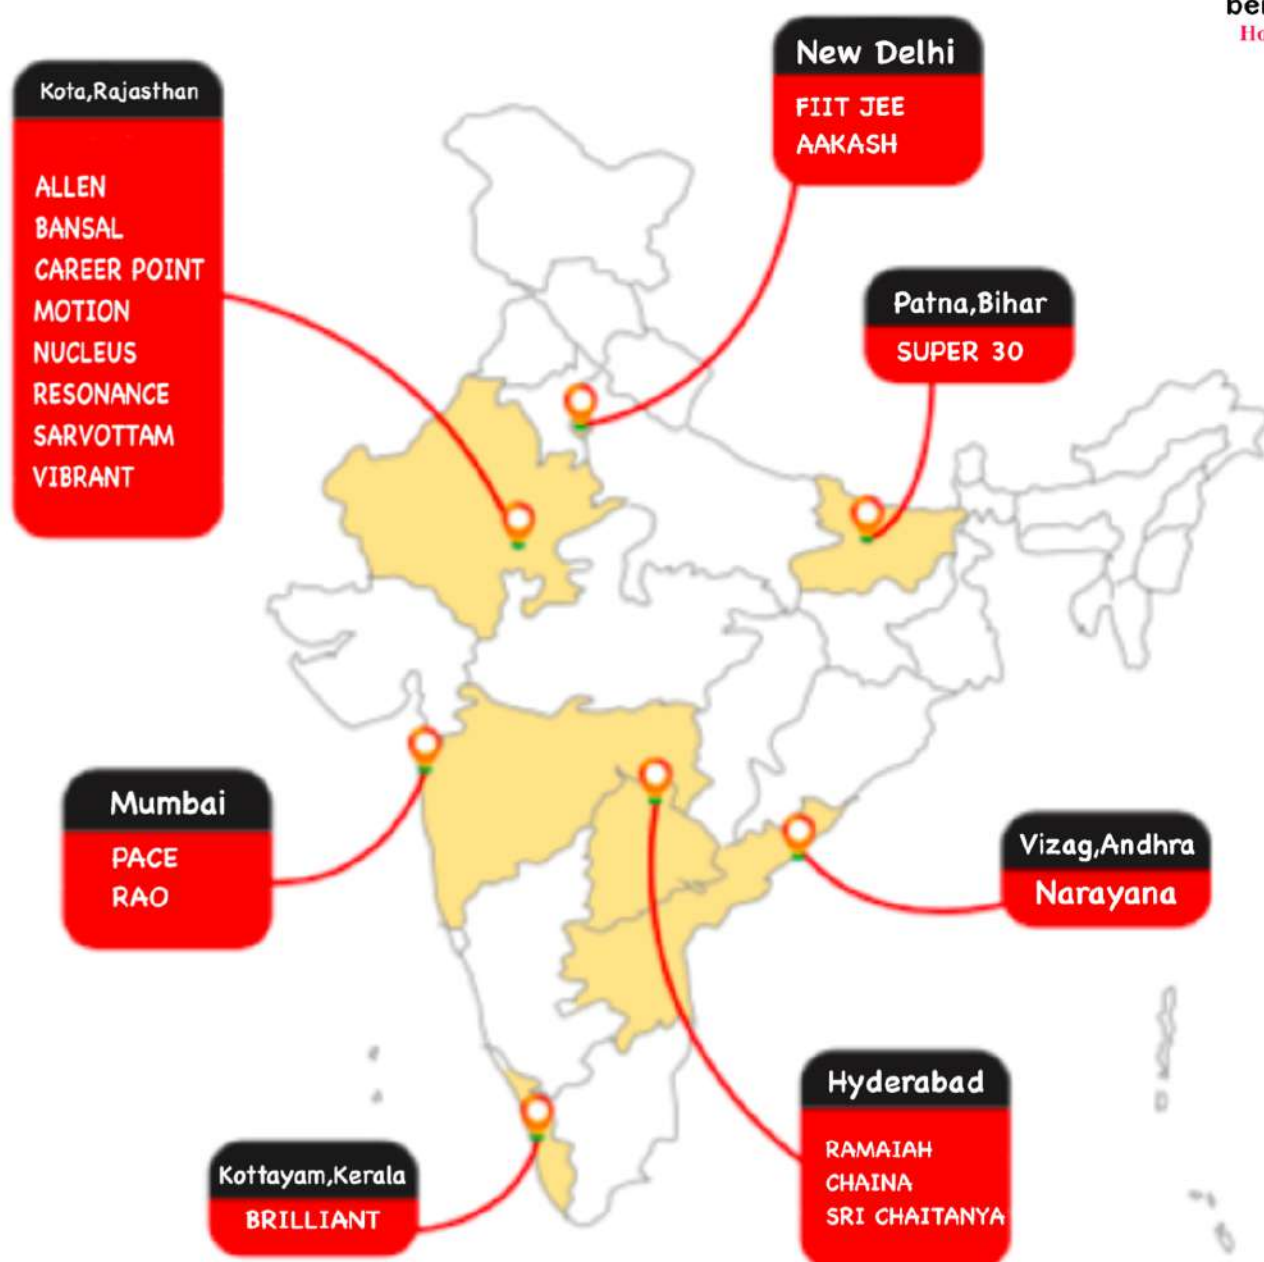 Kota,Rajasthan
ALLEN
BANSAL
CAREER POINT
MOTION
NUCLEUS
RESONANCE
SARVOTTAM
VIBRANT
New Delhi
FIIT JEE
AAKASH
Patna,Bihar
SUPER 30
Mumbai
PACE
RAO
Vizag,Andhra
Narayana
Hyderabad
RAMAIAH
CHAINA
SRI CHAITANYA
Kottayam,Kerala
BRILLIANT